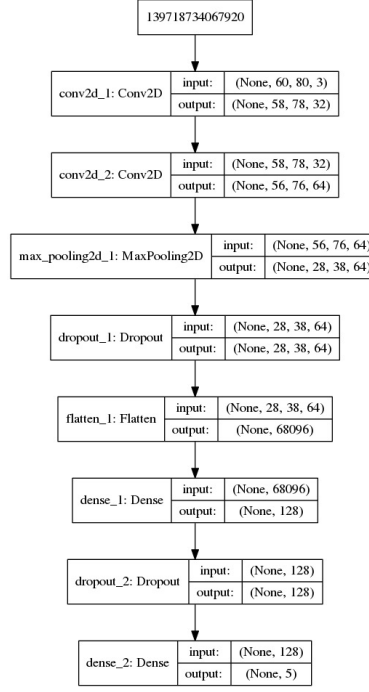 139718734067920
conv2d_1: Conv2D
input: (None, 60, 80, 3)
output: (None, 58, 78, 32)
conv2d_2: Conv2D
input: (None, 58, 78, 32)
output: (None, 56, 76, 64)
max_pooling2d_1: MaxPooling2D
input: (None, 56, 76, 64)
output: (None, 28, 38, 64)
dropout_1: Dropout
input: (None, 28, 38, 64)
output: (None, 28, 38, 64)
flatten_1: Flatten
input: (None, 28, 38, 64)
output: (None, 68096)
dense_1: Dense
input: (None, 68096)
output: (None, 128)
dropout_2: Dropout
input: (None, 128)
output: (None, 128)
dense_2: Dense
input: (None, 128)
output: (None, 5)